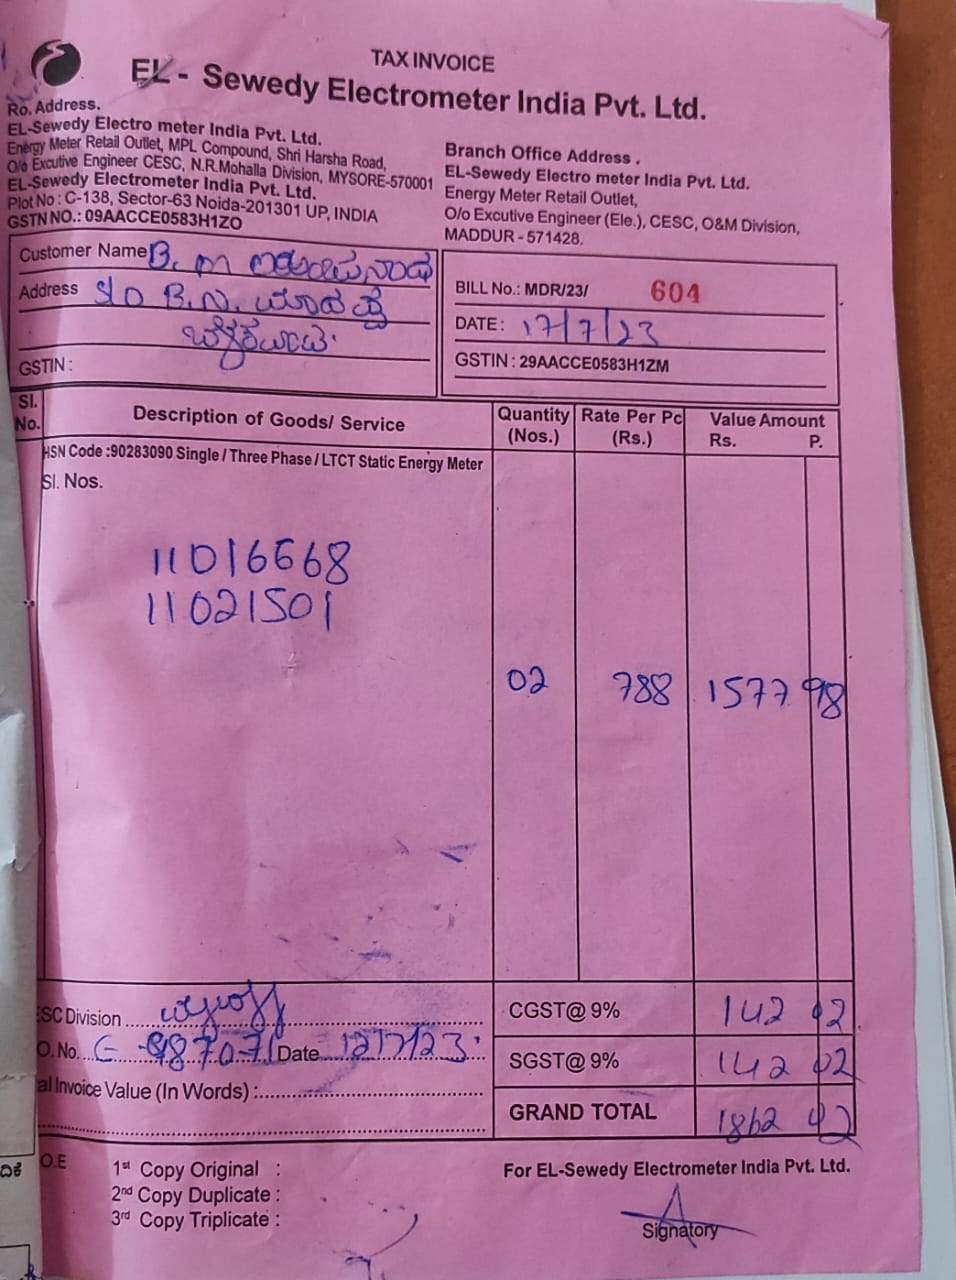 TAX INVOICE
EL - Sewedy Electrometer India Pvt. Ltd.
Ro. Address.
EL-Sewedy Electro meter India Pvt. Ltd.
Energy Meter Retail Outlet, MPL Compound, Shri Harsha Road,
O/o Excutive Engineer CESC, N.R.Mohalla Division, MYSORE-570001
EL-Sewedy Electrometer India Pvt. Ltd.
Plot No : C-138, Sector-63 Noida-201301 UP, INDIA
GSTN NO.: 09AACCE0583H1ZO
Branch Office Address .
EL-Sewedy Electro meter India Pvt. Ltd.
Energy Meter Retail Outlet,
O/o Excutive Engineer (Ele.), CESC, O&M Division,
MADDUR - 571428.
Customer Name B. M
Address S/O B.N.
GSTIN :
BILL No.: MDR/23/ 604
DATE : 17/7/23
GSTIN : 29AACCE0583H1ZM
Sl. No. Description of Goods/ Service Quantity (Nos.) Rate Per Pc (Rs.) Value Amount Rs. P.
HSN Code :90283090 Single / Three Phase / LTCT Static Energy Meter
Sl. Nos.
11016668
11021501
02 788 1577 98
CGST@ 9% 142 02
SC Division
SGST@ 9% 142 02
O. No. Date 12/7/23
al Invoice Value (In Words) :
GRAND TOTAL 1862
O.E
1st Copy Original :
2nd Copy Duplicate :
3rd Copy Triplicate :
For EL-Sewedy Electrometer India Pvt. Ltd.
Signatory